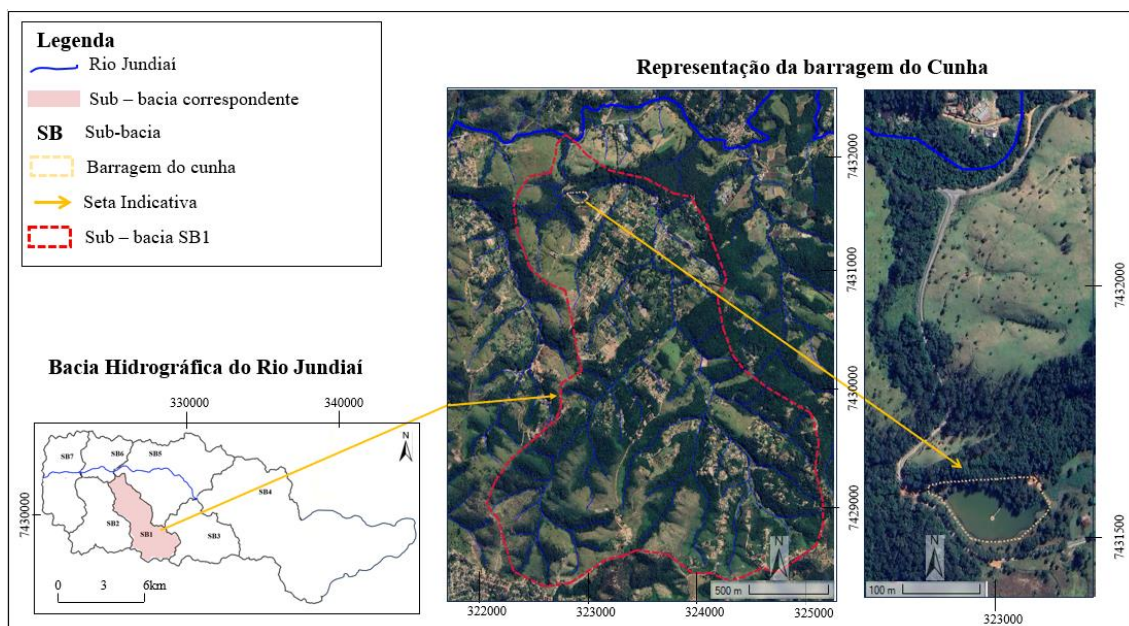 Legenda
Rio Jundiaí
Sub – bacia correspondente
SB Sub-bacia
Barragem do cunha
Seta Indicativa
Sub – bacia SB1
Bacia Hidrográfica do Rio Jundiaí
330000 340000
7430000
N
SB7
SB6
SB5
SB4
SB2
SB1
SB3
0 3 6km
Representação da barragem do Cunha
7432000
7431000
7430000
7429000
N
500 m
322000 323000 324000 325000
7432000
7431500
N
100 m
323000